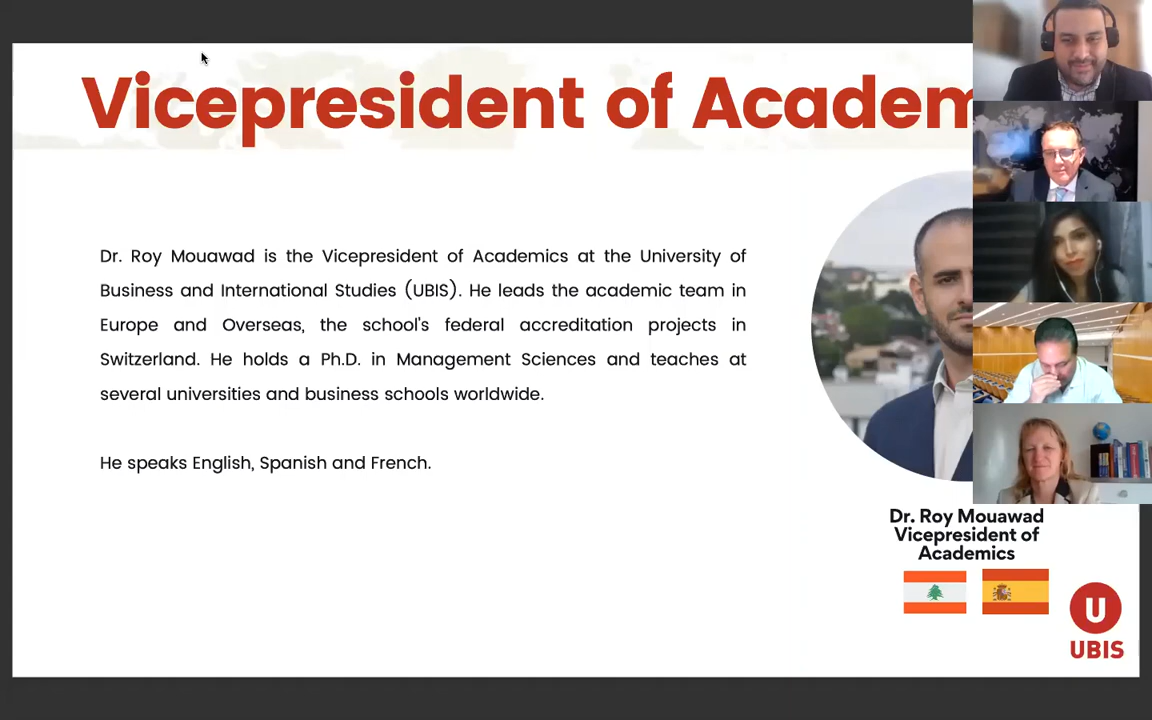 Vicepresident of Academ
Dr. Roy Mouawad is the Vicepresident of Academics at the University of
Business and International Studies (UBIS). He leads the academic team in
Europe and Overseas, the school's federal accreditation projects in
Switzerland. He holds a Ph.D. in Management Sciences and teaches at
several universities and business schools worldwide.
He speaks English, Spanish and French.
Dr. Roy Mouawad
Vicepresident of
Academics
U
UBIS